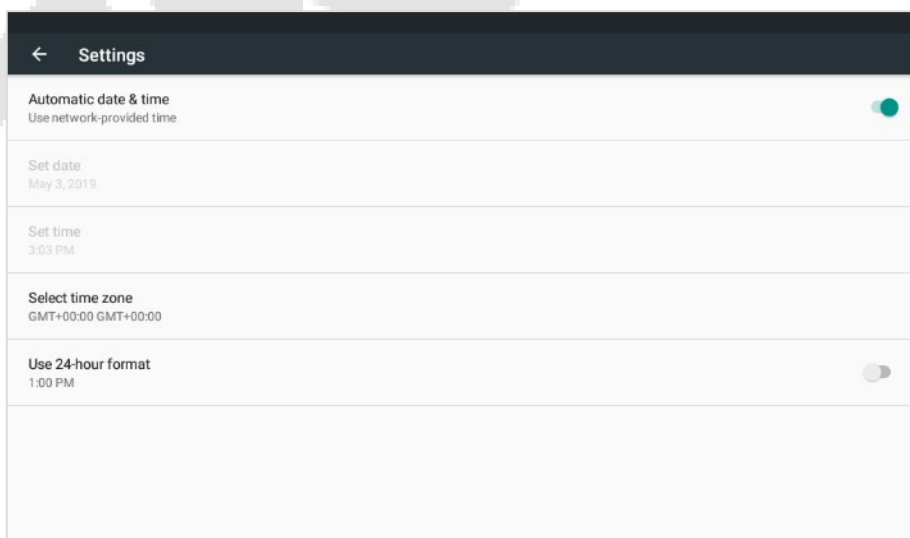 Settings
Automatic date & time
Use network-provided time
Set date
May 3, 2019
Set time
3:03 PM
Select time zone
GMT+00:00 GMT+00:00
Use 24-hour format
1:00 PM